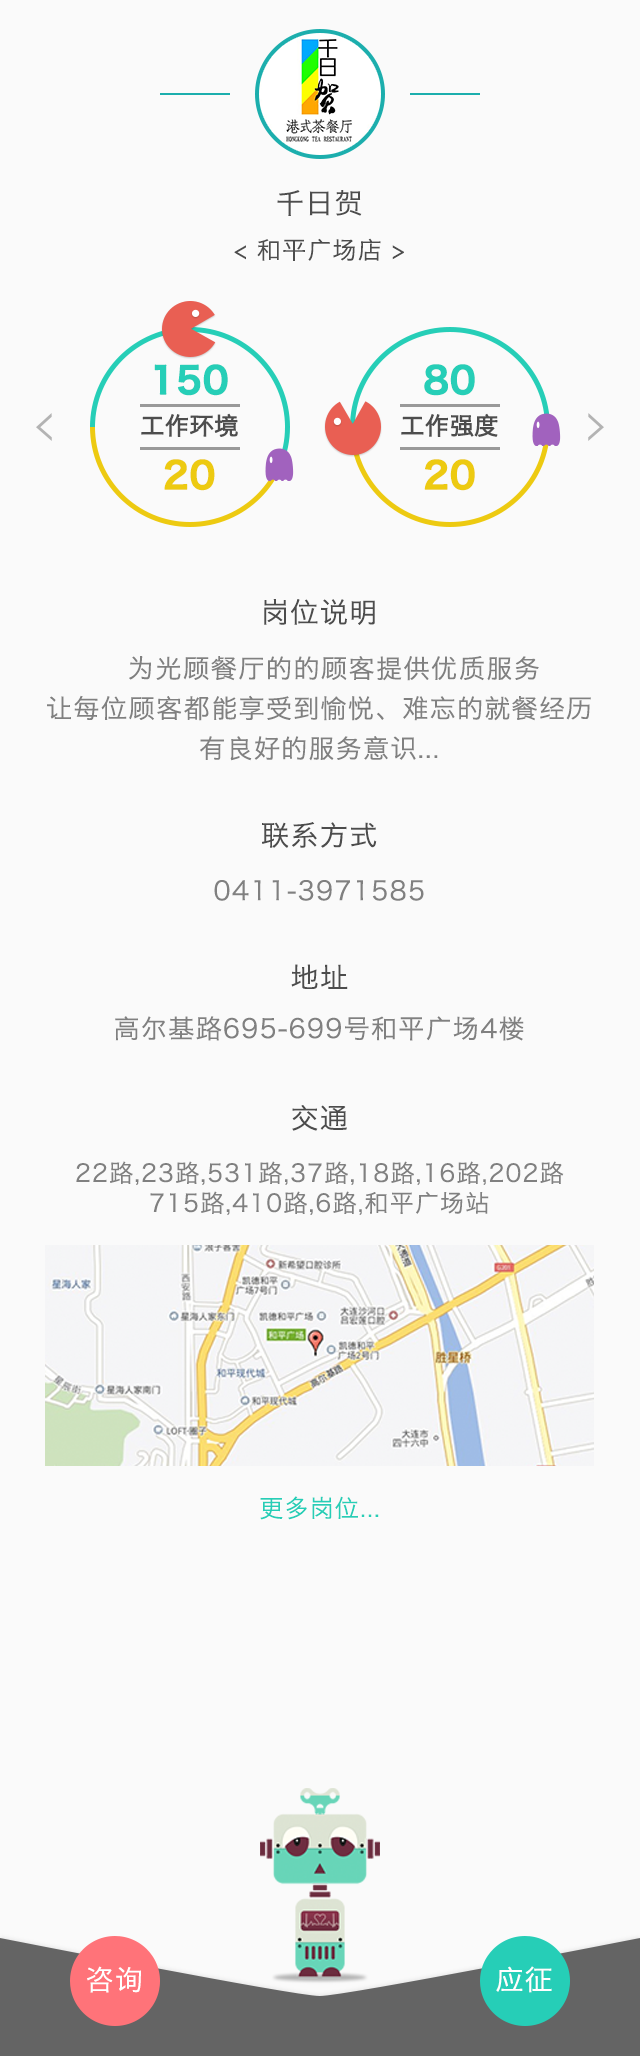 千日贺
港式茶餐厅
HONGKONG TEA RESTAURANT
千日贺
< 和平广场店 >
150
工作环境
20
80
工作强度
20
岗位说明
为光顾餐厅的的顾客提供优质服务
让每位顾客都能享受到愉悦、难忘的就餐经历
有良好的服务意识...
联系方式
0411-3971585
地址
高尔基路695-699号和平广场4楼
交通
22路,23路,531路,37路,18路,16路,202路
715路,410路,6路,和平广场站
浪子客舍
新希望口腔诊所
星海人家
西安路
凯德和平
广场7号门
星海人家东门
凯德和平广场
大连沙河口
吕宏莲口腔
和平广场
凯德和平
广场2号门
胜星桥
和平现代城
高尔基路
星辰街
星海人家南门
和平现代城
LOFT-圈子
大连市
四十六中
更多岗位...
咨询
应征